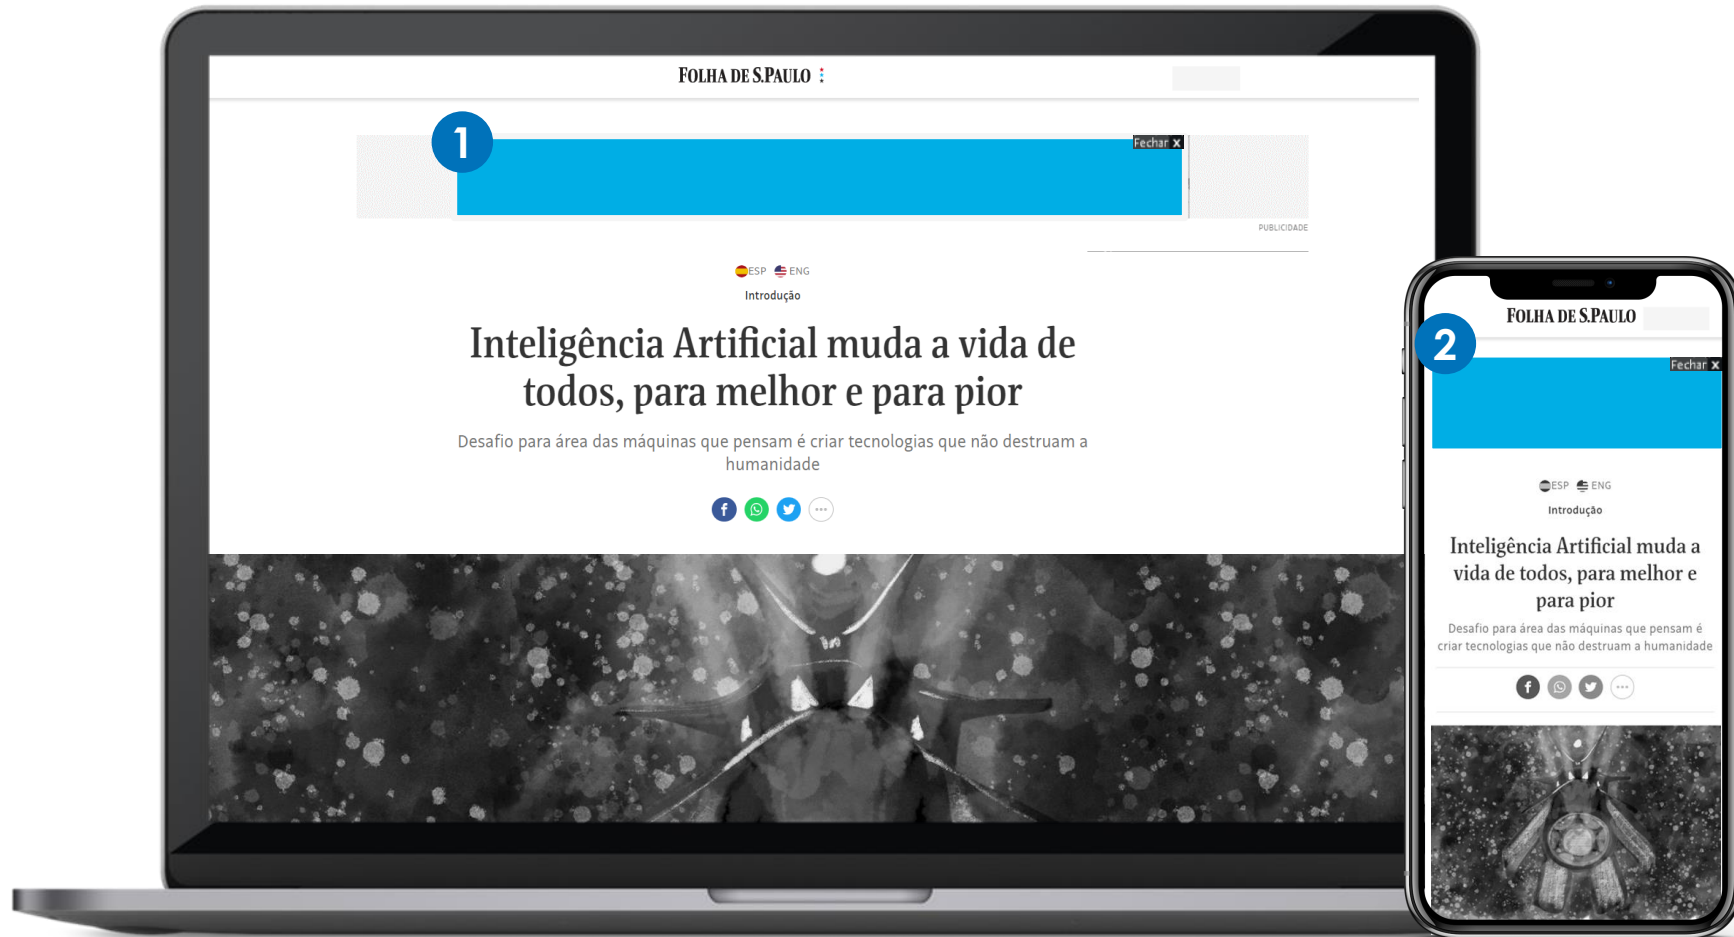 FOLHA DE S.PAULO
1
Fechar X
PUBLICIDADE
ESP ENG
Introdução
Inteligência Artificial muda a vida de
todos, para melhor e para pior
Desafio para área das máquinas que pensam é criar tecnologias que não destruam a
humanidade
FOLHA DE S.PAULO
2
Fechar X
ESP ENG
Introdução
Inteligência Artificial muda a
vida de todos, para melhor e
para pior
Desafio para área das máquinas que pensam é
criar tecnologias que não destruam a humanidade